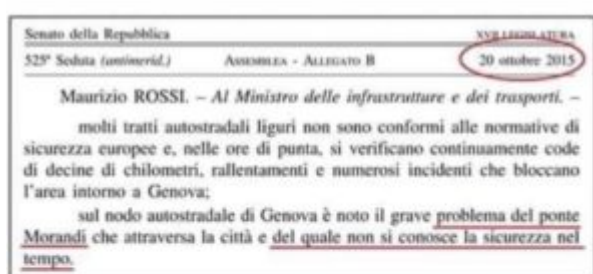 Senato della Repubblica XVII LEGISLATURA
525ª Seduta (antimerid.) ASSEMBLEA - ALLEGATO B 20 ottobre 2015
Maurizio ROSSI. – Al Ministro delle infrastrutture e dei trasporti. –
molti tratti autostradali liguri non sono conformi alle normative di
sicurezza europee e, nelle ore di punta, si verificano continuamente code
di decine di chilometri, rallentamenti e numerosi incidenti che bloccano
l'area intorno a Genova;
sul nodo autostradale di Genova è noto il grave problema del ponte
Morandi che attraversa la città e del quale non si conosce la sicurezza nel
tempo.